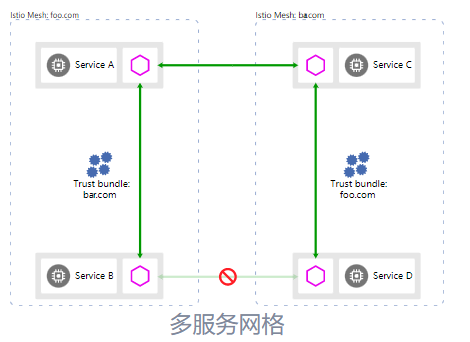 Istio Mesh: foo.com
Istio Mesh: bar.com
Service A
Service C
Trust bundle:
bar.com
Trust bundle:
foo.com
Service B
Service D
多服务网格